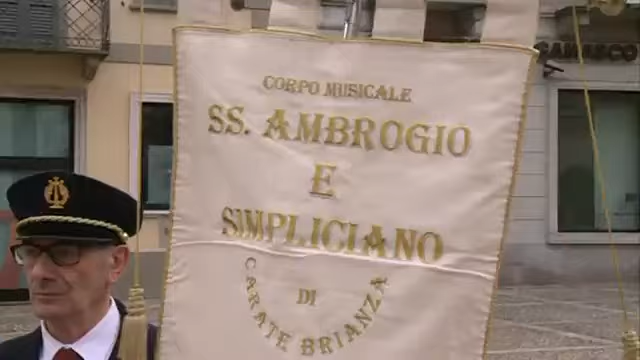 CORPO MUSICALE
SS. AMBROGIO
E
SIMPLICIANO
DI
CARATE BRIANZA